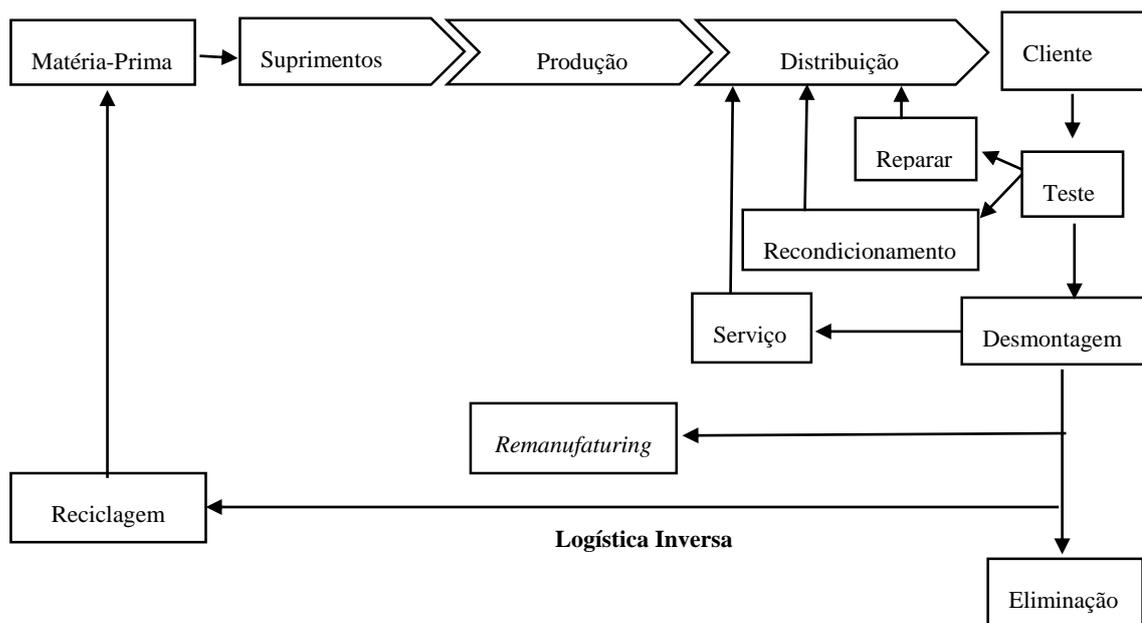 Matéria-Prima
Suprimentos
Produção
Distribuição
Cliente
Reparar
Teste
Recondicionamento
Serviço
Desmontagem
Remanufaturing
Reciclagem
Logística Inversa
Eliminação